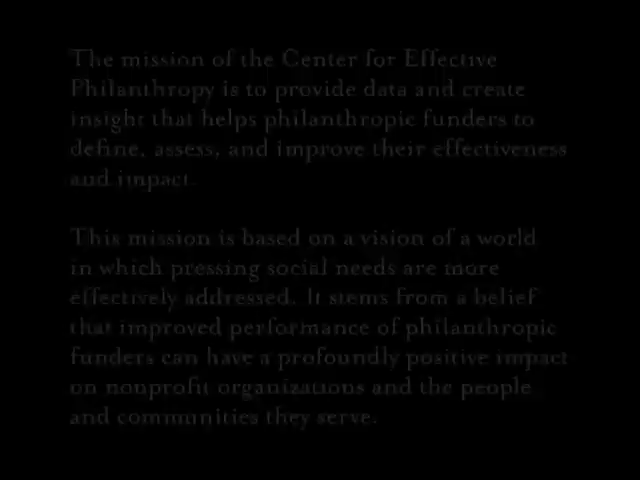 The mission of the Center for Effective
Philanthropy is to provide data and create
insight that helps philanthropic funders to
define, assess, and improve their effectiveness
and impact.
This mission is based on a vision of a world
in which pressing social needs are more
effectively addressed. It stems from a belief
that improved performance of philanthropic
funders can have a profoundly positive impact
on nonprofit organizations and the people
and communities they serve.